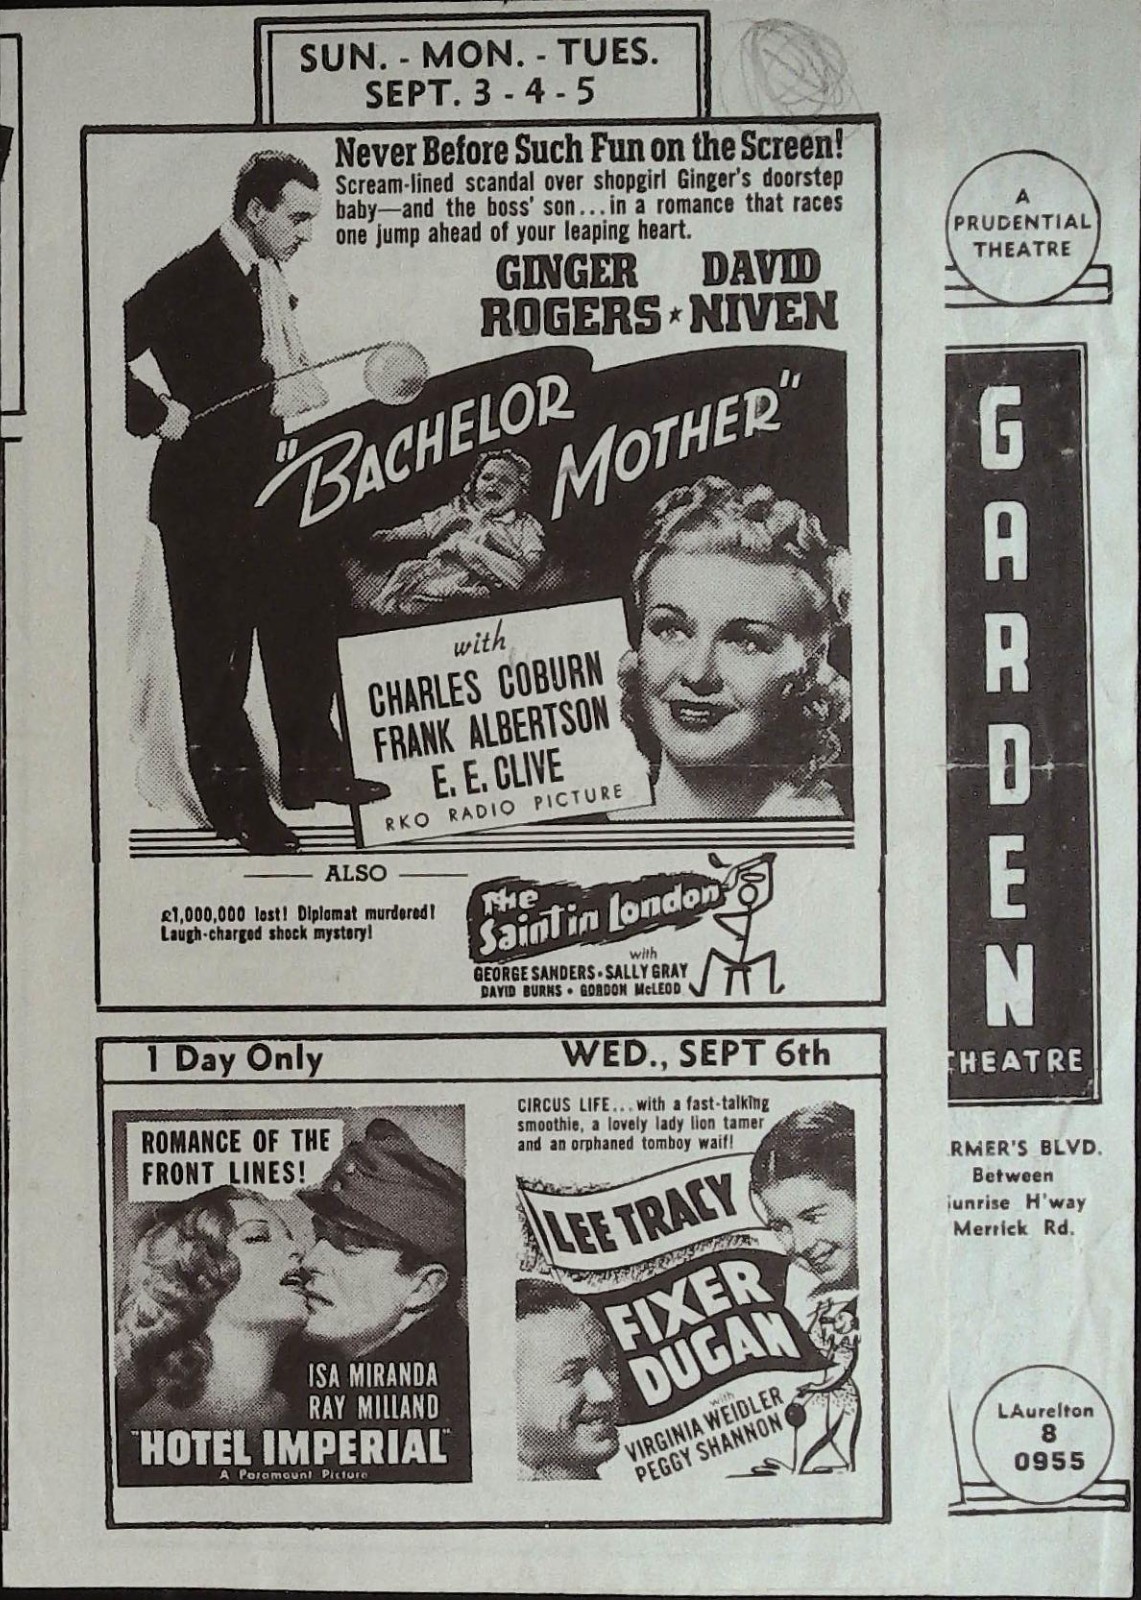 SUN. - MON. - TUES.
SEPT. 3 - 4 - 5
Never Before Such Fun on the Screen!
Scream-lined scandal over shopgirl Ginger's doorstep
baby—and the boss' son...in a romance that races
one jump ahead of your leaping heart.
GINGER DAVID
ROGERS ★ NIVEN
"BACHELOR
MOTHER"
with
CHARLES COBURN
FRANK ALBERTSON
E. E. CLIVE
RKO RADIO PICTURE
ALSO
£1,000,000 lost! Diplomat murdered!
Laugh-charged shock mystery!
The
Saint in London
with
GEORGE SANDERS • SALLY GRAY
DAVID BURNS • GORDON McLEOD
1 Day Only WED., SEPT 6th
ROMANCE OF THE
FRONT LINES!
ISA MIRANDA
RAY MILLAND
"HOTEL IMPERIAL"
A Paramount Picture
CIRCUS LIFE...with a fast-talking
smoothie, a lovely lady lion tamer
and an orphaned tomboy waif!
LEE TRACY
FIXER
DUGAN
with
VIRGINIA WEIDLER
PEGGY SHANNON
A
PRUDENTIAL
THEATRE
GARDEN
THEATRE
RMER'S BLVD.
Between
unrise H'way
Merrick Rd.
LAurelton
8
0955